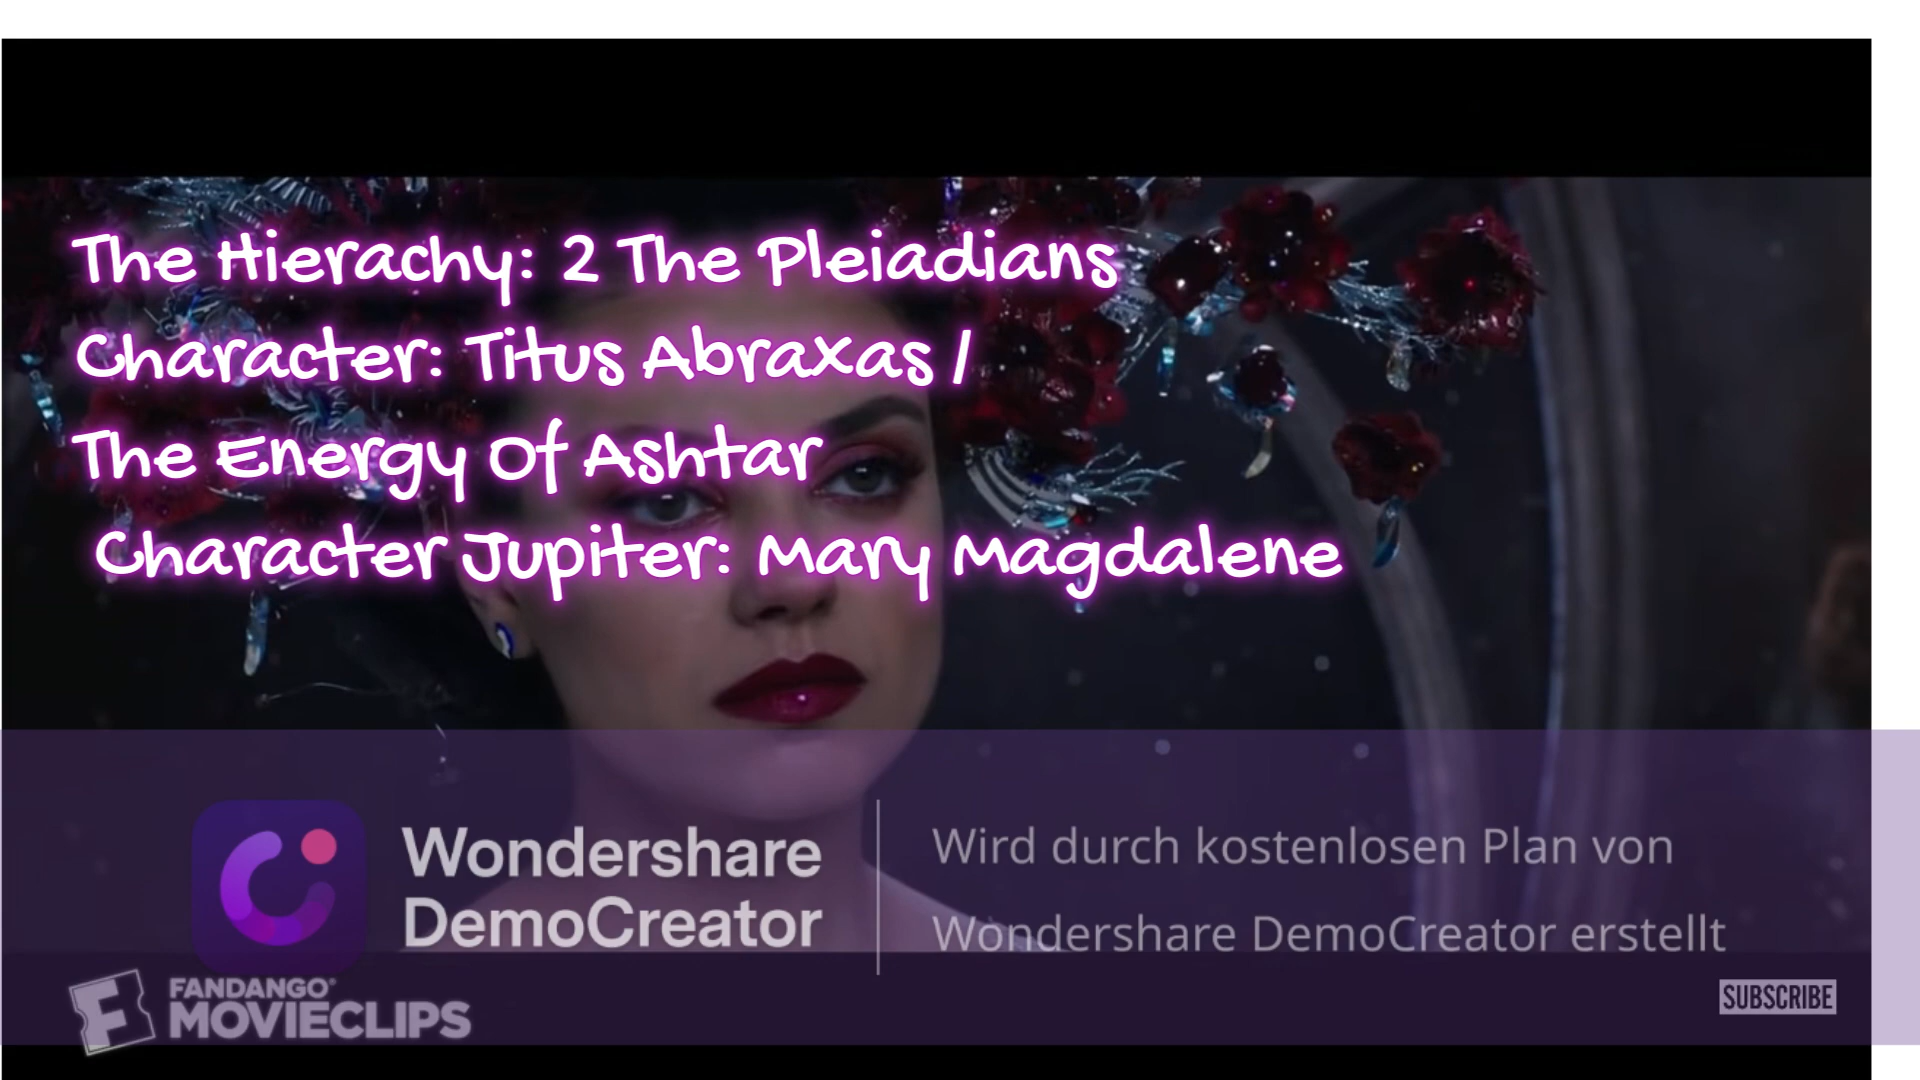 The Hierachy: 2 The Pleiadians
Character: Titus Abraxas /
The Energy Of Ashtar
Character Jupiter: Mary Magdalene
Wondershare
DemoCreator
Wird durch kostenlosen Plan von
Wondershare DemoCreator erstellt
FANDANGO
MOVIECLIPS
SUBSCRIBE